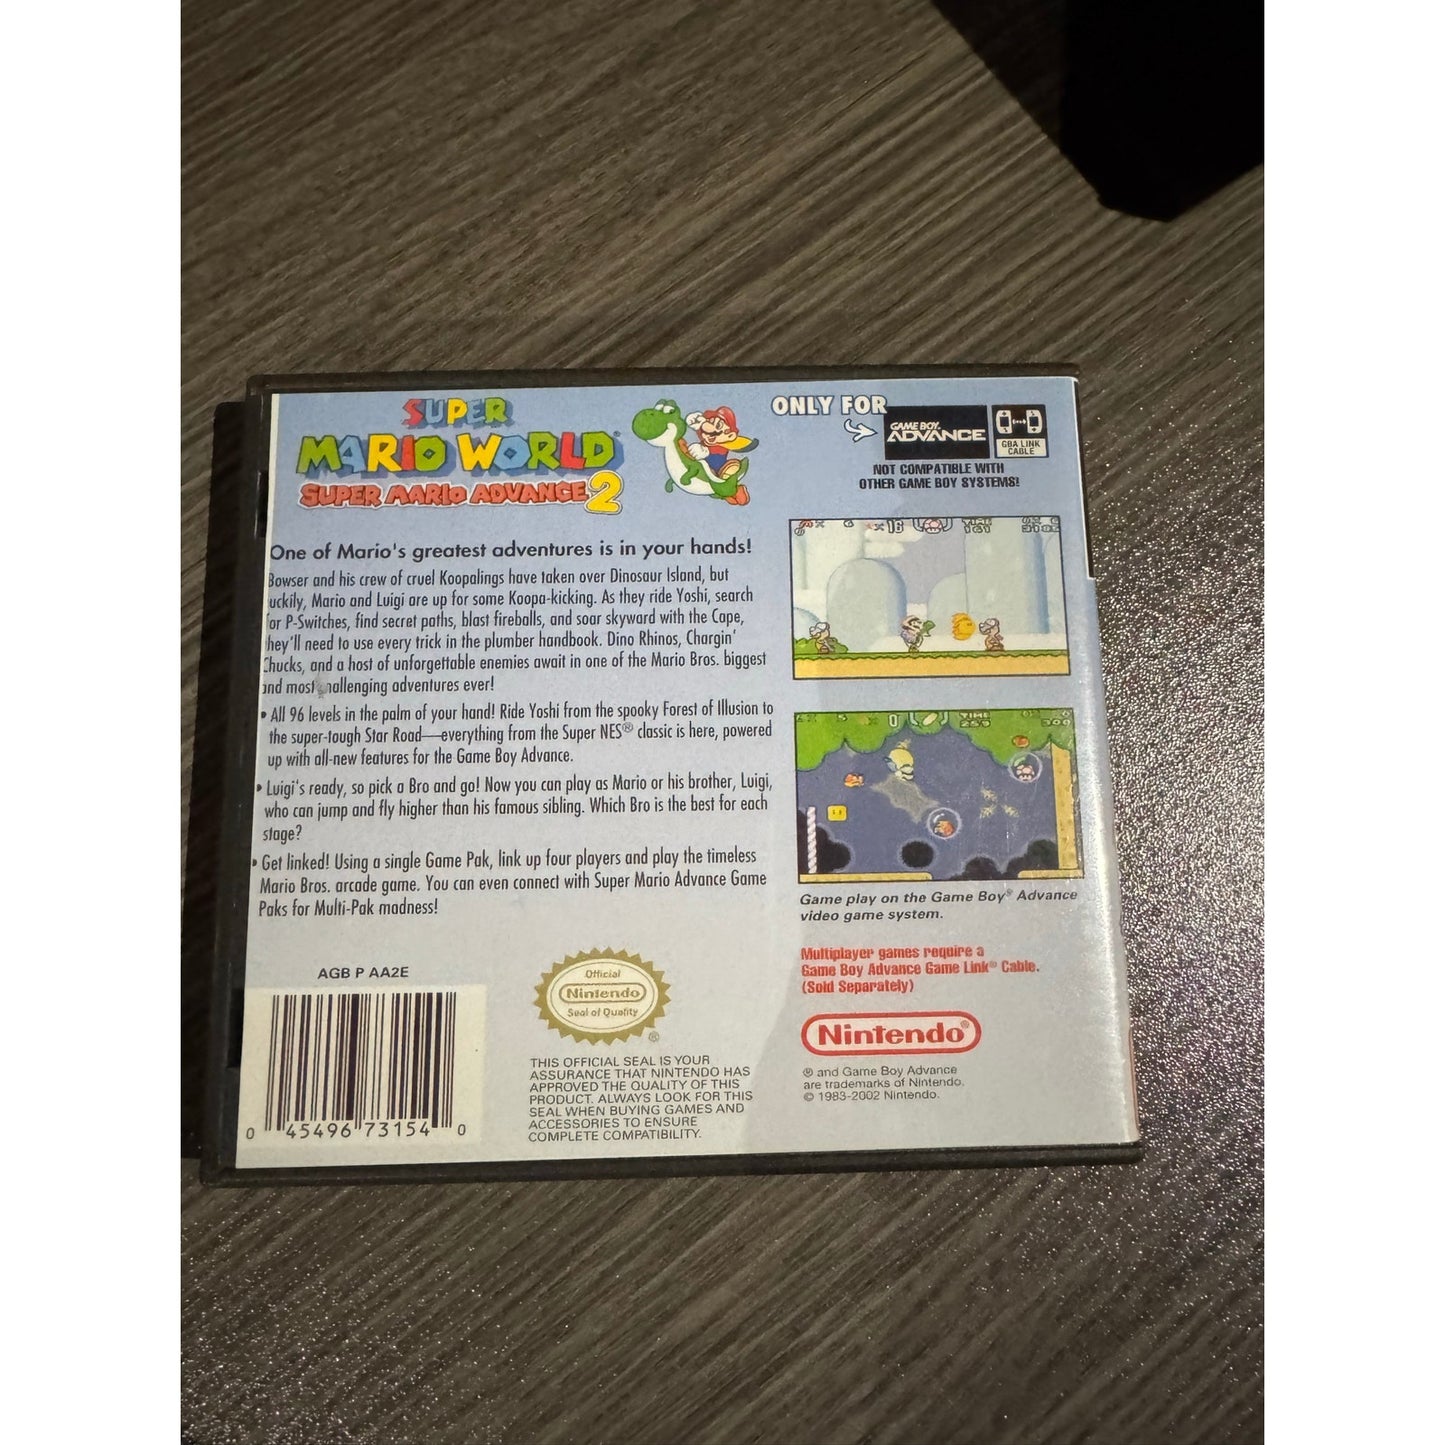 SUPER
MARIO WORLD®
SUPER MARIO ADVANCE 2
ONLY FOR
GAME BOY
ADVANCE
GBA LINK
CABLE
NOT COMPATIBLE WITH
OTHER GAME BOY SYSTEMS!
One of Mario's greatest adventures is in your hands!
Bowser and his crew of cruel Koopalings have taken over Dinosaur Island, but
uckily, Mario and Luigi are up for some Koopa-kicking. As they ride Yoshi, search
or P-Switches, find secret paths, blast fireballs, and soar skyward with the Cape,
hey'll need to use every trick in the plumber handbook. Dino Rhinos, Chargin'
Chucks, and a host of unforgettable enemies await in one of the Mario Bros. biggest
and most hallenging adventures ever!
• All 96 levels in the palm of your hand! Ride Yoshi from the spooky Forest of Illusion to
the super-tough Star Road—everything from the Super NES® classic is here, powered
up with all-new features for the Game Boy Advance.
• Luigi's ready, so pick a Bro and go! Now you can play as Mario or his brother, Luigi,
who can jump and fly higher than his famous sibling. Which Bro is the best for each
stage?
• Get linked! Using a single Game Pak, link up four players and play the timeless
Mario Bros. arcade game. You can even connect with Super Mario Advance Game
Paks for Multi-Pak madness!
Game play on the Game Boy® Advance
video game system.
Multiplayer games require a
Game Boy Advance Game Link® Cable.
(Sold Separately)
Nintendo®
® and Game Boy Advance
are trademarks of Nintendo.
© 1983-2002 Nintendo.
AGB P AA2E
0 45496 73154 0
Official
Nintendo
Seal of Quality
®
THIS OFFICIAL SEAL IS YOUR
ASSURANCE THAT NINTENDO HAS
APPROVED THE QUALITY OF THIS
PRODUCT. ALWAYS LOOK FOR THIS
SEAL WHEN BUYING GAMES AND
ACCESSORIES TO ENSURE
COMPLETE COMPATIBILITY.